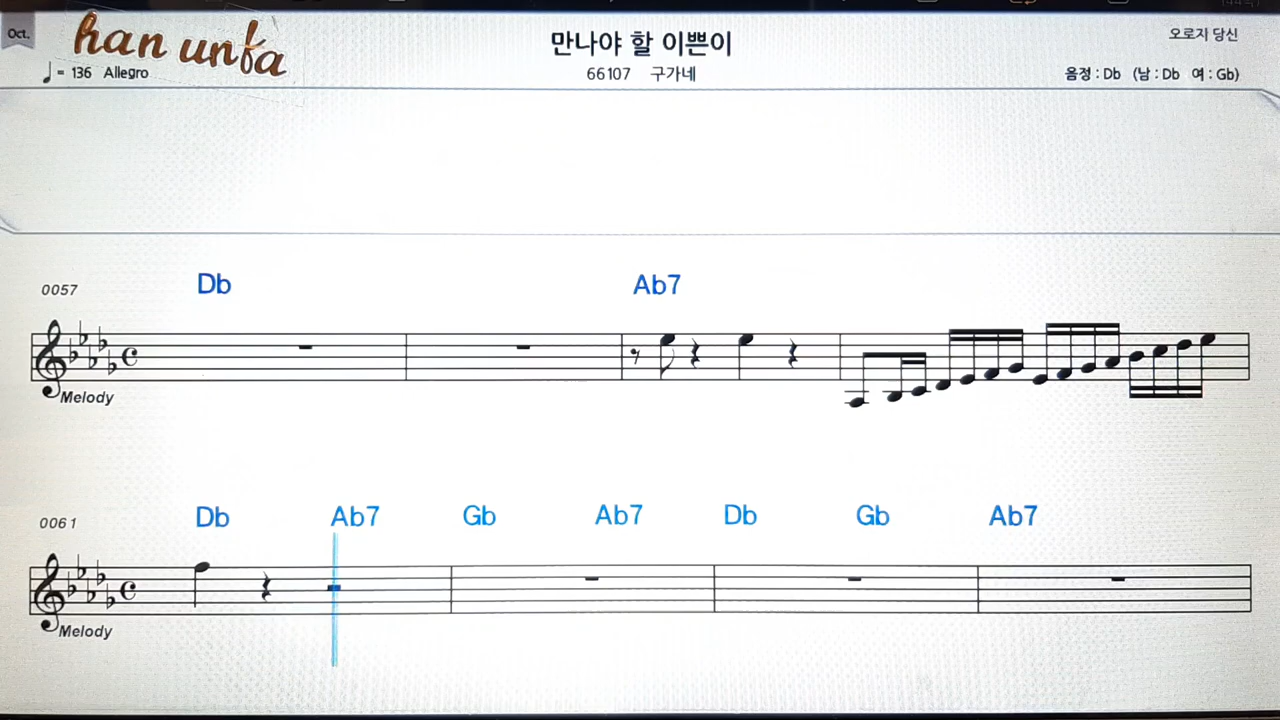 Oct.
han unfa
만나야 할 이쁜이
오로지 당신
♩= 136 Allegro
66107 구가네
음정 : Db (남 : Db 여 : Gb)
0057 Db Ab7
Melody
0061 Db Ab7 Gb Ab7 Db Gb Ab7
Melody